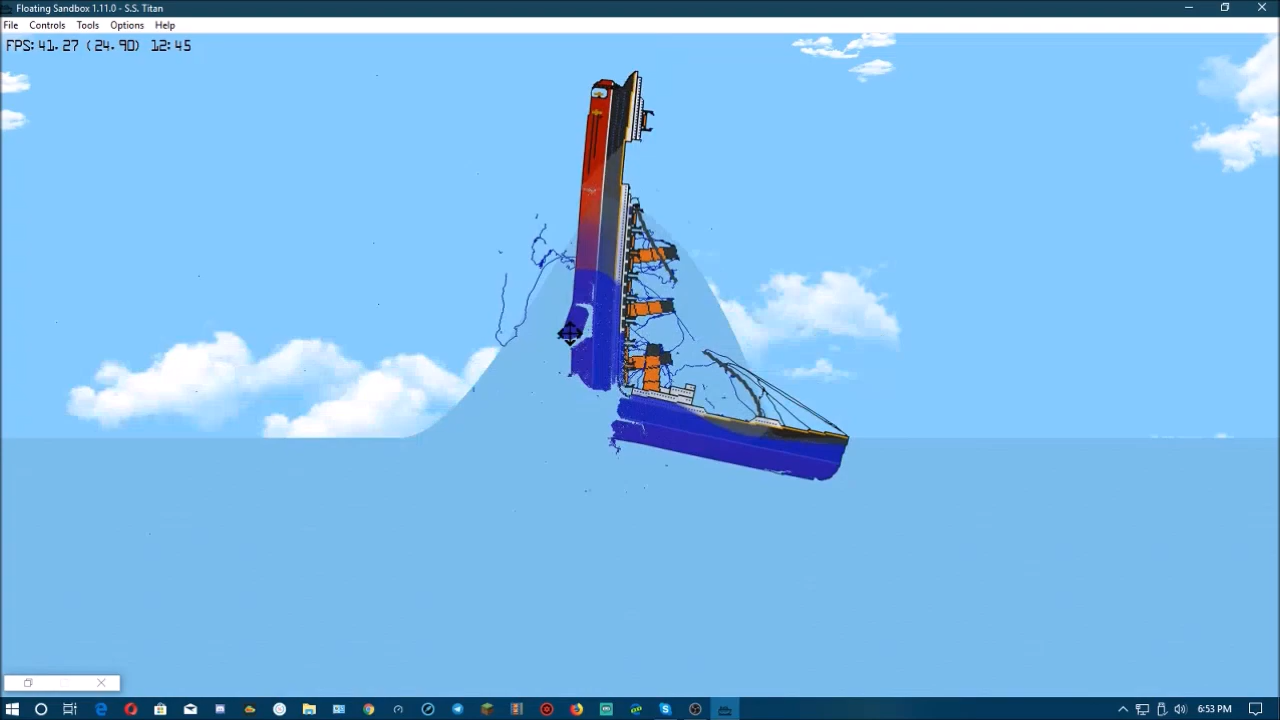 Floating Sandbox 1.11.0 - S.S. Titan
File Controls Tools Options Help
FPS:41.27 (24.90) 12:45
6:53 PM